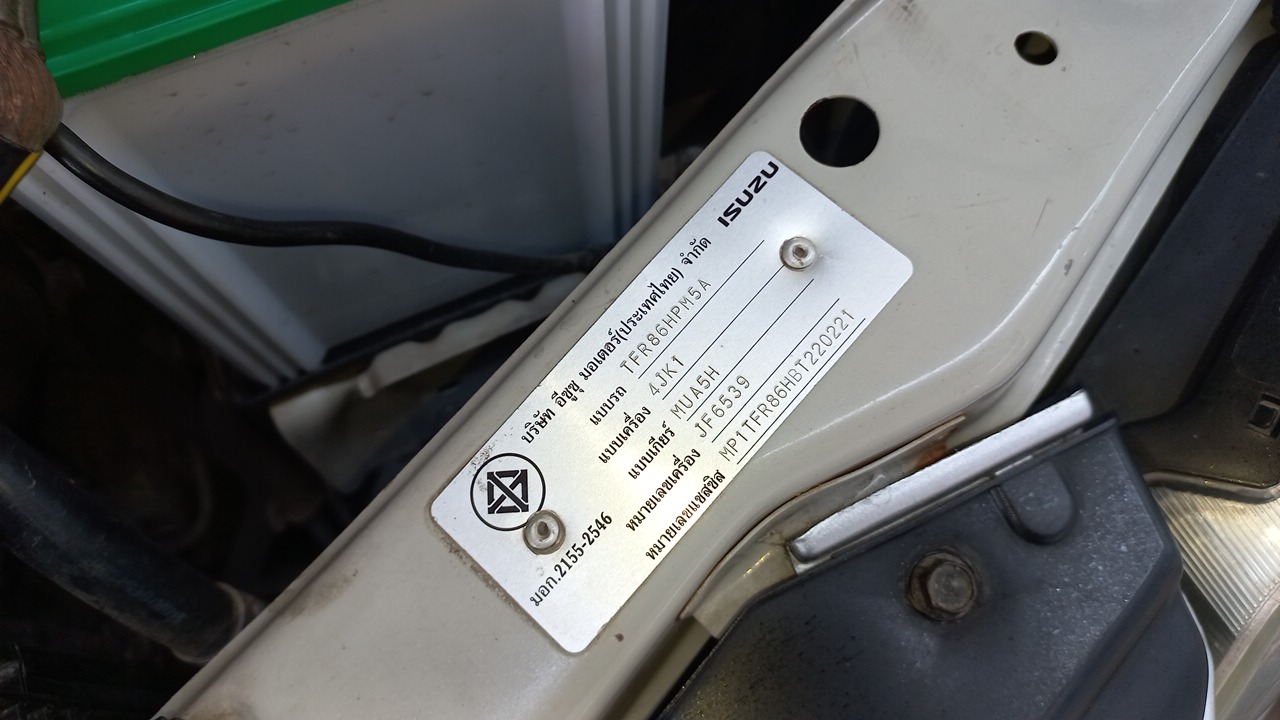 ISUZU
บริษัท อีซูซุ มอเตอร์(ประเทศไทย) จำกัด
แบบรถ TFR86HPM5A
แบบเครื่อง 4JK1
แบบเกียร์ MUA5H
หมายเลขเครื่อง JF6539
หมายเลขแชสซิส MP1TFR86HBT220221
มอก.2155-2546